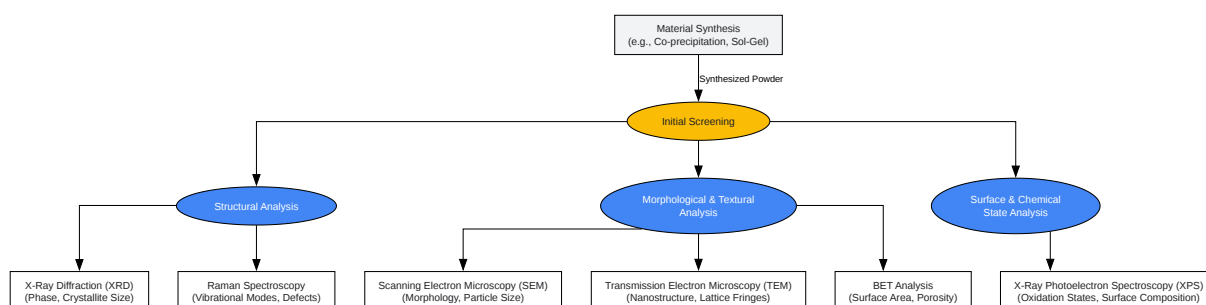 Material Synthesis
(e.g., Co-precipitation, Sol-Gel)
Synthesized Powder
Initial Screening
Structural Analysis
Morphological & Textural
Analysis
Surface & Chemical
State Analysis
X-Ray Diffraction (XRD)
(Phase, Crystallite Size)
Raman Spectroscopy
(Vibrational Modes, Defects)
Scanning Electron Microscopy (SEM)
(Morphology, Particle Size)
Transmission Electron Microscopy (TEM)
(Nanostructure, Lattice Fringes)
BET Analysis
(Surface Area, Porosity)
X-Ray Photoelectron Spectroscopy (XPS)
(Oxidation States, Surface Composition)